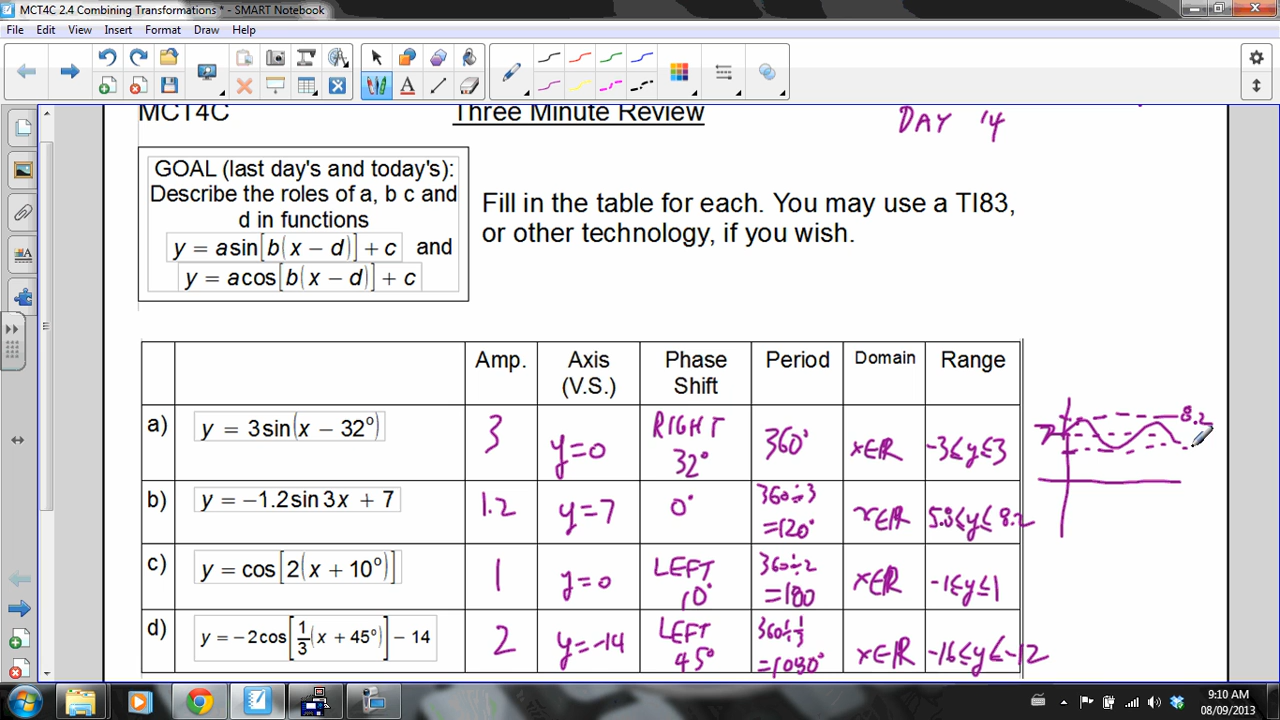 MCT4C 2.4 Combining Transformations * - SMART Notebook
File Edit View Insert Format Draw Help
MCT4C Three Minute Review
DAY 14
GOAL (last day's and today's):
Describe the roles of a, b c and
d in functions
y = asin[b(x − d)] + c and
y = acos[b(x − d)] + c
Fill in the table for each. You may use a TI83,
or other technology, if you wish.
Amp. Axis (V.S.) Phase Shift Period Domain Range
a) y = 3sin(x − 32°) 3 y=0 RIGHT 32° 360° x∈ℝ -3≤y≤3
b) y = −1.2sin3x + 7 1.2 y=7 0° 360÷3 =120° x∈ℝ 5.8≤y≤8.2
c) y = cos[2(x + 10°)] 1 y=0 LEFT 10° 360÷2 =180 x∈ℝ -1≤y≤1
d) y = −2cos[1/3(x + 45°)] − 14 2 y=-14 LEFT 45° 360÷1/3 =1080° x∈ℝ -16≤y≤-12
8.2
7
9:10 AM
08/09/2013